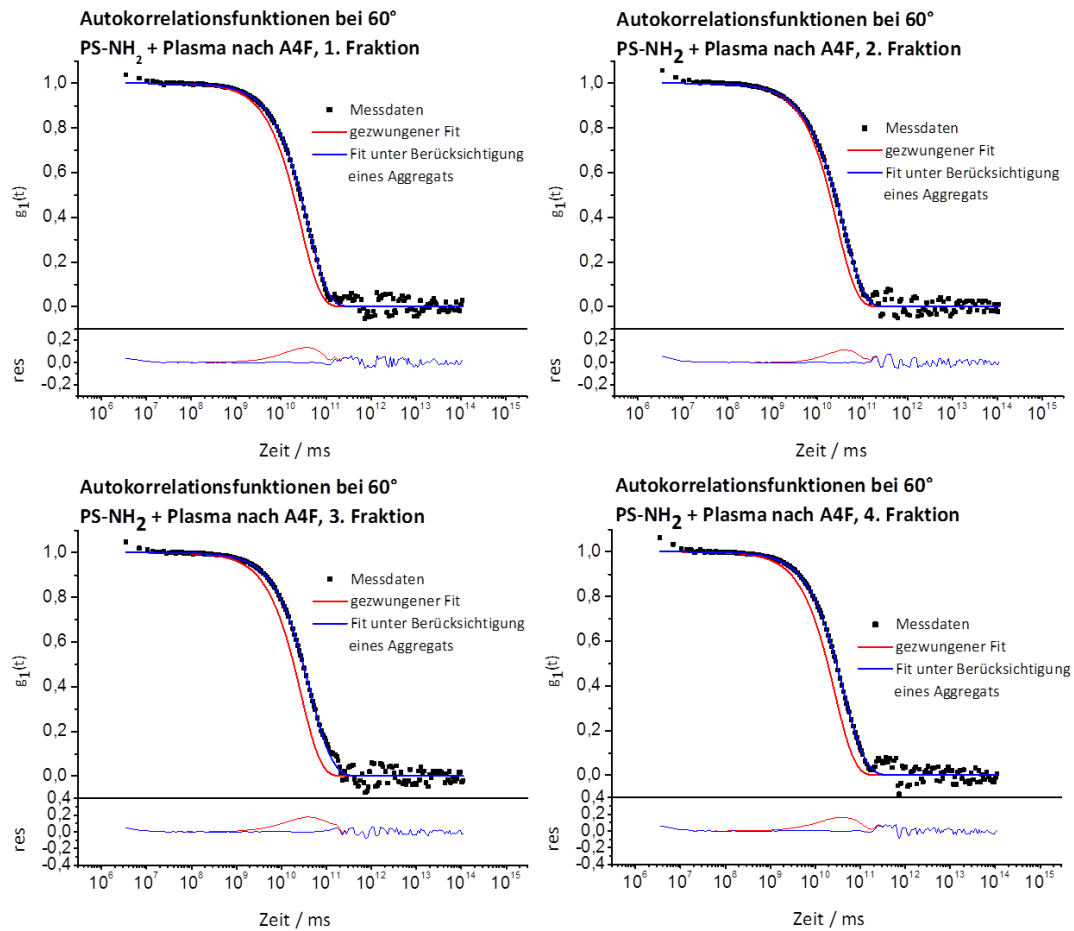 Autokorrelationsfunktionen bei 60°
PS-NH2 + Plasma nach A4F, 1. Fraktion
1,0
0,8
0,6
0,4
0,2
0,0
g1(t)
Messdaten
gezwungener Fit
Fit unter Berücksichtigung
eines Aggregats
0,2
0,0
-0,2
res
10^6 10^7 10^8 10^9 10^10 10^11 10^12 10^13 10^14 10^15
Zeit / ms
Autokorrelationsfunktionen bei 60°
PS-NH2 + Plasma nach A4F, 2. Fraktion
1,0
0,8
0,6
0,4
0,2
0,0
g1(t)
Messdaten
gezwungener Fit
Fit unter Berücksichtigung
eines Aggregats
0,2
0,0
-0,2
res
10^6 10^7 10^8 10^9 10^10 10^11 10^12 10^13 10^14 10^15
Zeit / ms
Autokorrelationsfunktionen bei 60°
PS-NH2 + Plasma nach A4F, 3. Fraktion
1,0
0,8
0,6
0,4
0,2
0,0
g1(t)
Messdaten
gezwungener Fit
Fit unter Berücksichtigung
eines Aggregats
0,4
0,2
0,0
-0,2
-0,4
res
10^6 10^7 10^8 10^9 10^10 10^11 10^12 10^13 10^14 10^15
Zeit / ms
Autokorrelationsfunktionen bei 60°
PS-NH2 + Plasma nach A4F, 4. Fraktion
1,0
0,8
0,6
0,4
0,2
0,0
g1(t)
Messdaten
gezwungener Fit
Fit unter Berücksichtigung
eines Aggregats
0,4
0,2
0,0
-0,2
-0,4
res
10^6 10^7 10^8 10^9 10^10 10^11 10^12 10^13 10^14 10^15
Zeit / ms